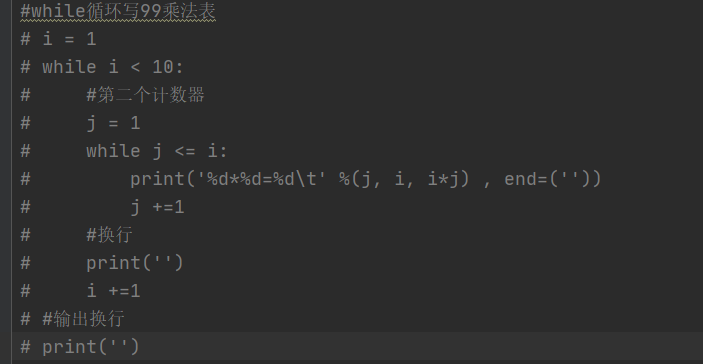 #while循环写99乘法表
# i = 1
# while i < 10:
#     #第二个计数器
#     j = 1
#     while j <= i:
#         print('%d*%d=%d\t' %(j, i, i*j) , end=(''))
#         j +=1
#     #换行
#     print('')
#     i +=1
# #输出换行
# print('')